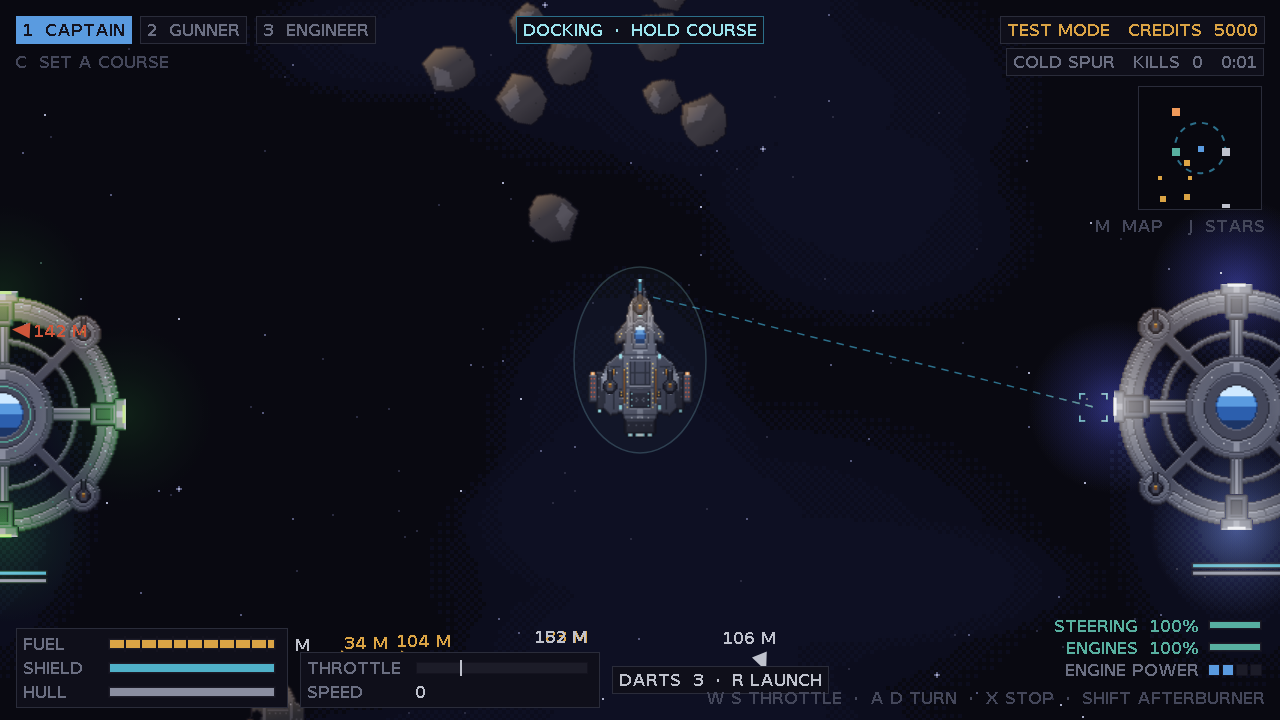 1 CAPTAIN 2 GUNNER 3 ENGINEER
DOCKING · HOLD COURSE
TEST MODE CREDITS 5000
C SET A COURSE
COLD SPUR KILLS 0 0:01
M MAP J STARS
142 M
FUEL
SHIELD
HULL
M
34 M
104 M
106 M
THROTTLE
SPEED 0
DARTS 3 · R LAUNCH
STEERING 100%
ENGINES 100%
ENGINE POWER
W S THROTTLE · A D TURN · X STOP · SHIFT AFTERBURNER